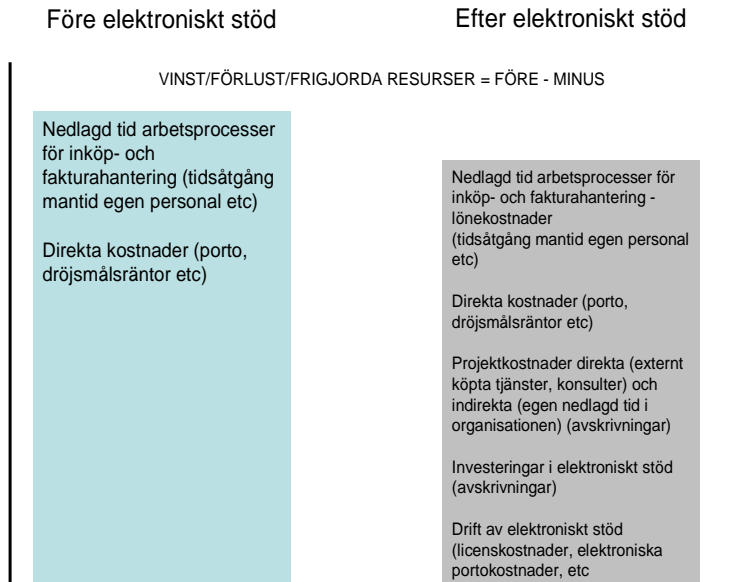 Före elektroniskt stöd
Efter elektroniskt stöd
VINST/FÖRLUST/FRIGJORDA RESURSER = FÖRE - MINUS
Nedlagd tid arbetsprocesser
för inköp- och
fakturahantering (tidsåtgång
mantid egen personal etc)
Direkta kostnader (porto,
dröjsmålsräntor etc)
Nedlagd tid arbetsprocesser för
inköp- och fakturahantering -
lönekostnader
(tidsåtgång mantid egen personal
etc)
Direkta kostnader (porto,
dröjsmålsräntor etc)
Projektkostnader direkta (externt
köpta tjänster, konsulter) och
indirekta (egen nedlagd tid i
organisationen) (avskrivningar)
Investeringar i elektroniskt stöd
(avskrivningar)
Drift av elektroniskt stöd
(licenskostnader, elektroniska
portokostnader, etc